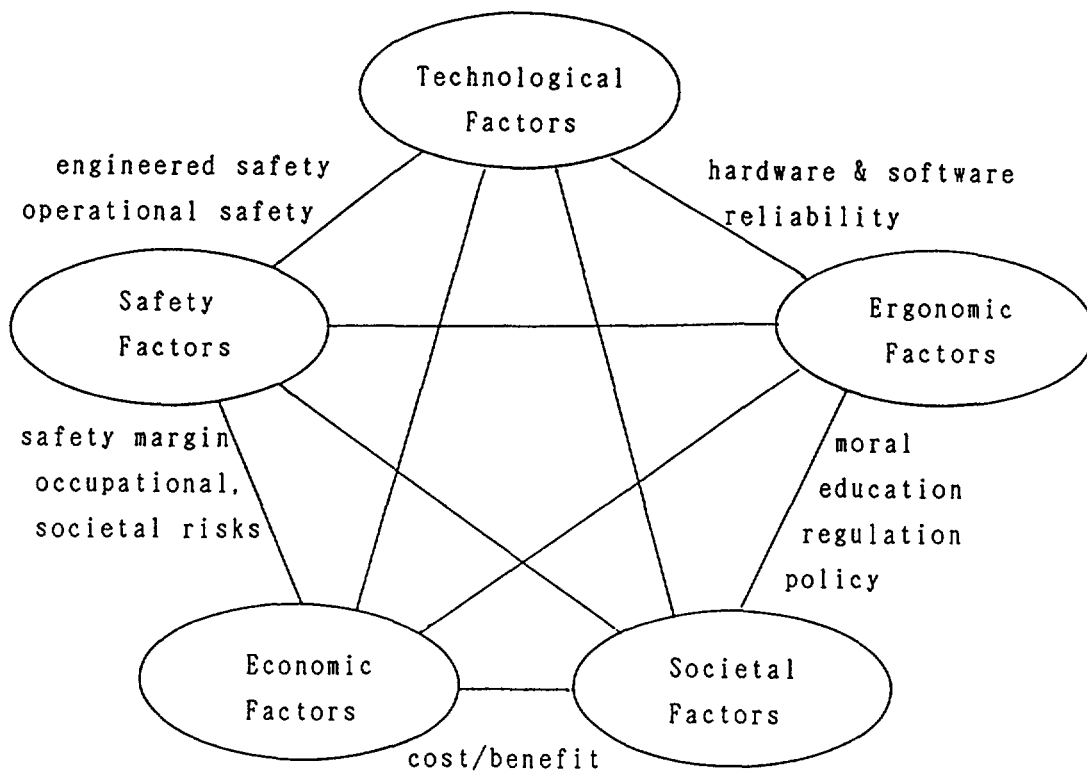 Technological
Factors
engineered safety
operational safety
hardware & software
reliability
Safety
Factors
Ergonomic
Factors
safety margin
occupational,
societal risks
moral
education
regulation
policy
Economic
Factors
Societal
Factors
cost/benefit